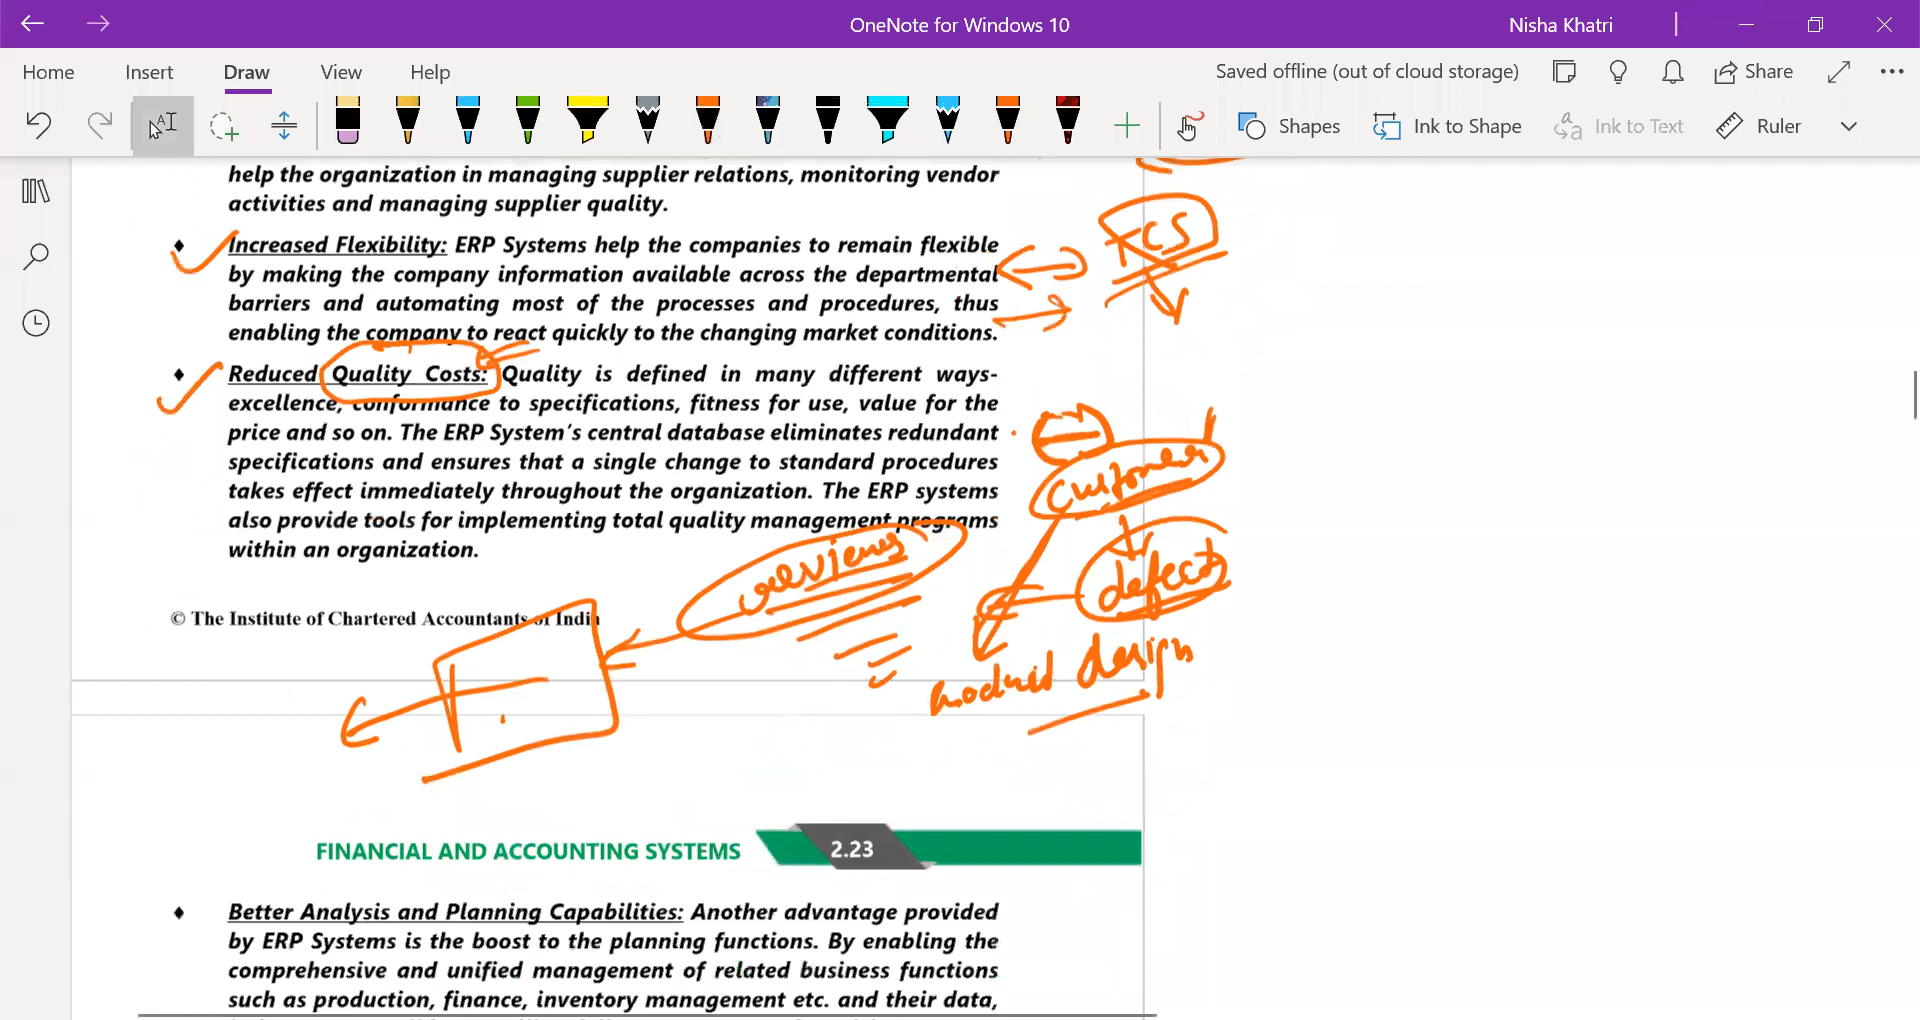 OneNote for Windows 10
Nisha Khatri
Home Insert Draw View Help
Saved offline (out of cloud storage)
Share
Shapes
Ink to Shape
Ink to Text
Ruler
help the organization in managing supplier relations, monitoring vendor
activities and managing supplier quality.
♦ Increased Flexibility: ERP Systems help the companies to remain flexible
by making the company information available across the departmental
barriers and automating most of the processes and procedures, thus
enabling the company to react quickly to the changing market conditions.
♦ Reduced Quality Costs: Quality is defined in many different ways-
excellence, conformance to specifications, fitness for use, value for the
price and so on. The ERP System's central database eliminates redundant
specifications and ensures that a single change to standard procedures
takes effect immediately throughout the organization. The ERP systems
also provide tools for implementing total quality management programs
within an organization.
customer
defects
reviews
product design
© The Institute of Chartered Accountants of India
FINANCIAL AND ACCOUNTING SYSTEMS 2.23
♦ Better Analysis and Planning Capabilities: Another advantage provided
by ERP Systems is the boost to the planning functions. By enabling the
comprehensive and unified management of related business functions
such as production, finance, inventory management etc. and their data,